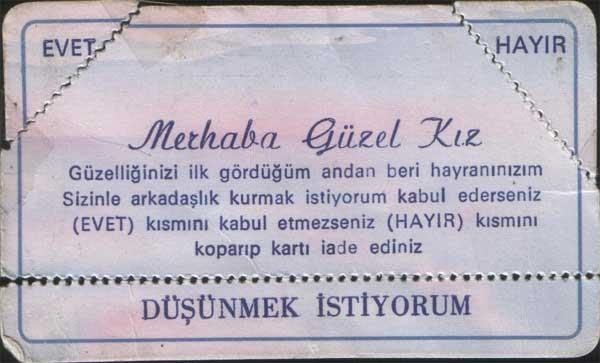 EVET
HAYIR
Merhaba Güzel Kız
Güzelliğinizi ilk gördüğüm andan beri hayranınızım
Sizinle arkadaşlık kurmak istiyorum kabul ederseniz
(EVET) kısmını kabul etmezseniz (HAYIR) kısmını
koparıp kartı iade ediniz
DÜŞÜNMEK İSTİYORUM